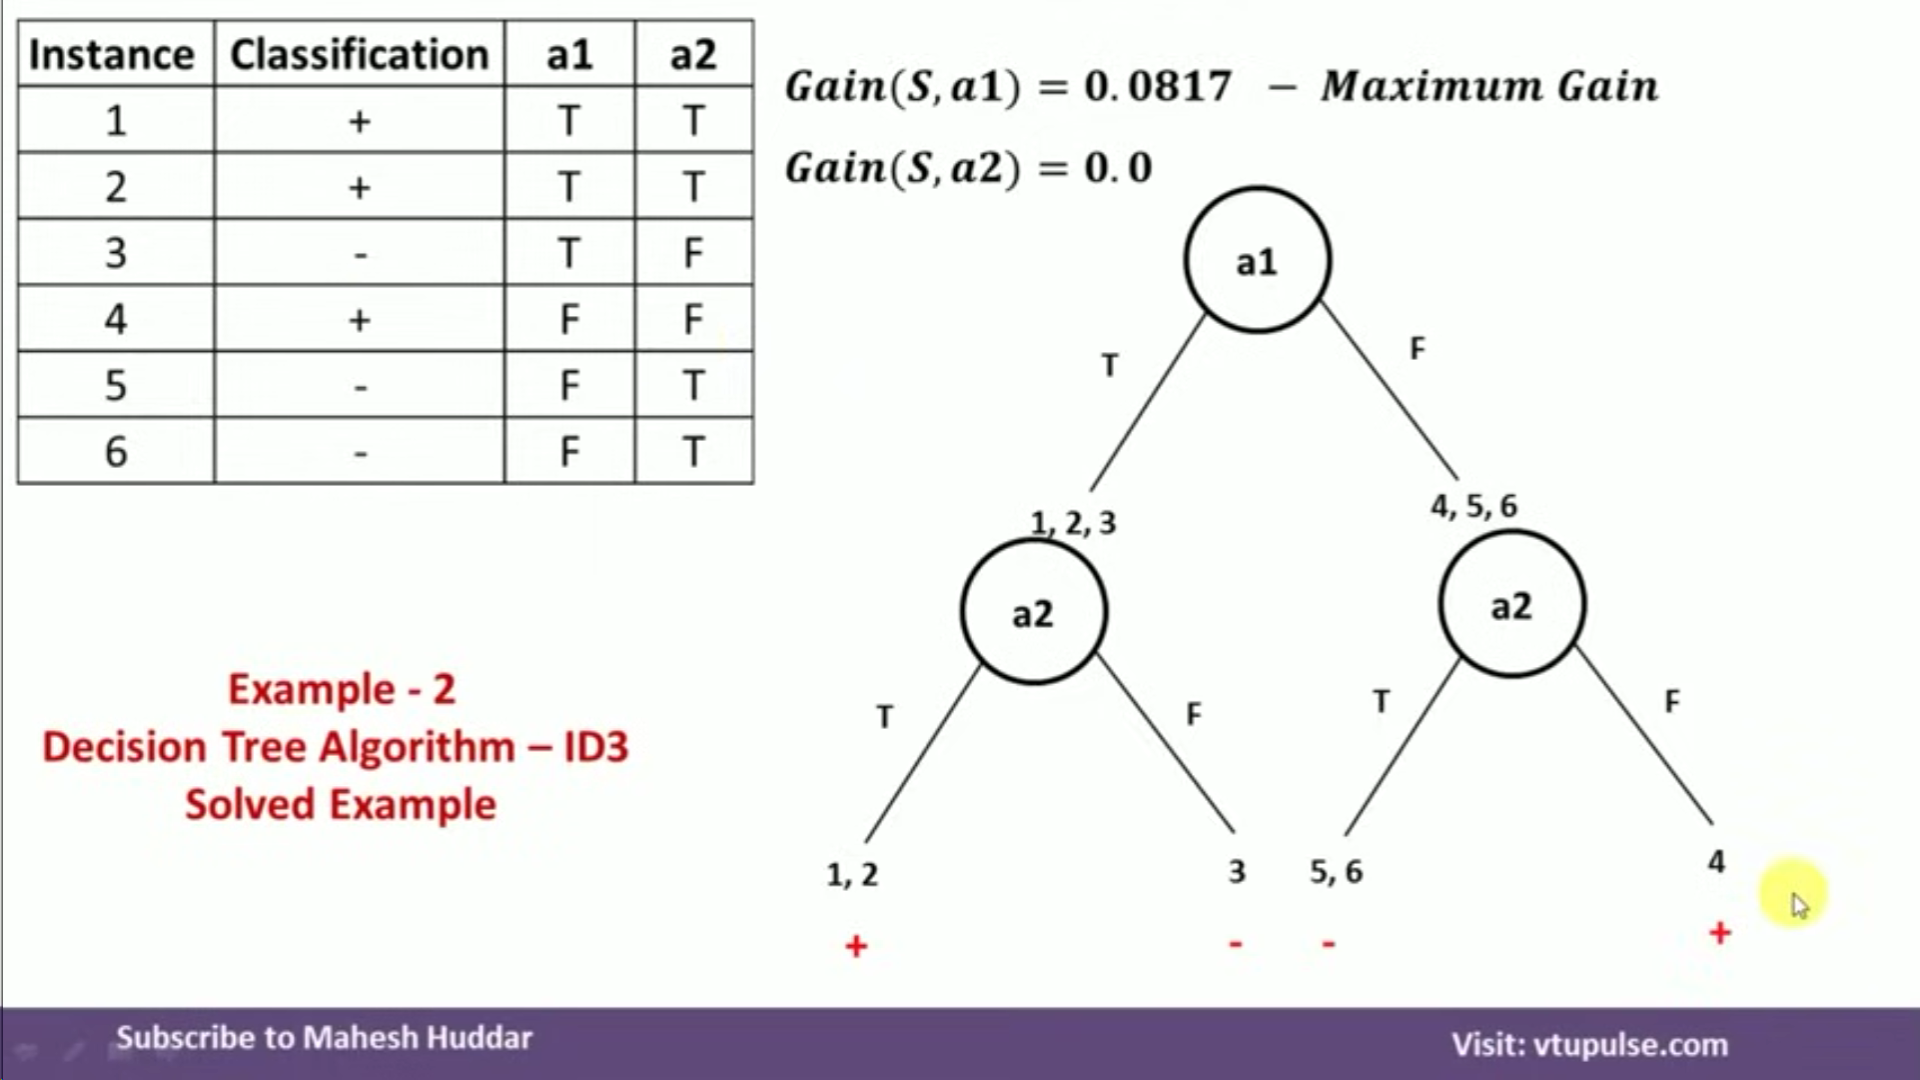 Instance Classification a1 a2
1 + T T
2 + T T
3 - T F
4 + F F
5 - F T
6 - F T
Gain(S, a1) = 0.0817 − Maximum Gain
Gain(S, a2) = 0.0
a1
T F
1, 2, 3 4, 5, 6
a2 a2
T F T F
1, 2 3 5, 6 4
+ - - +
Example - 2
Decision Tree Algorithm – ID3
Solved Example
Subscribe to Mahesh Huddar
Visit: vtupulse.com